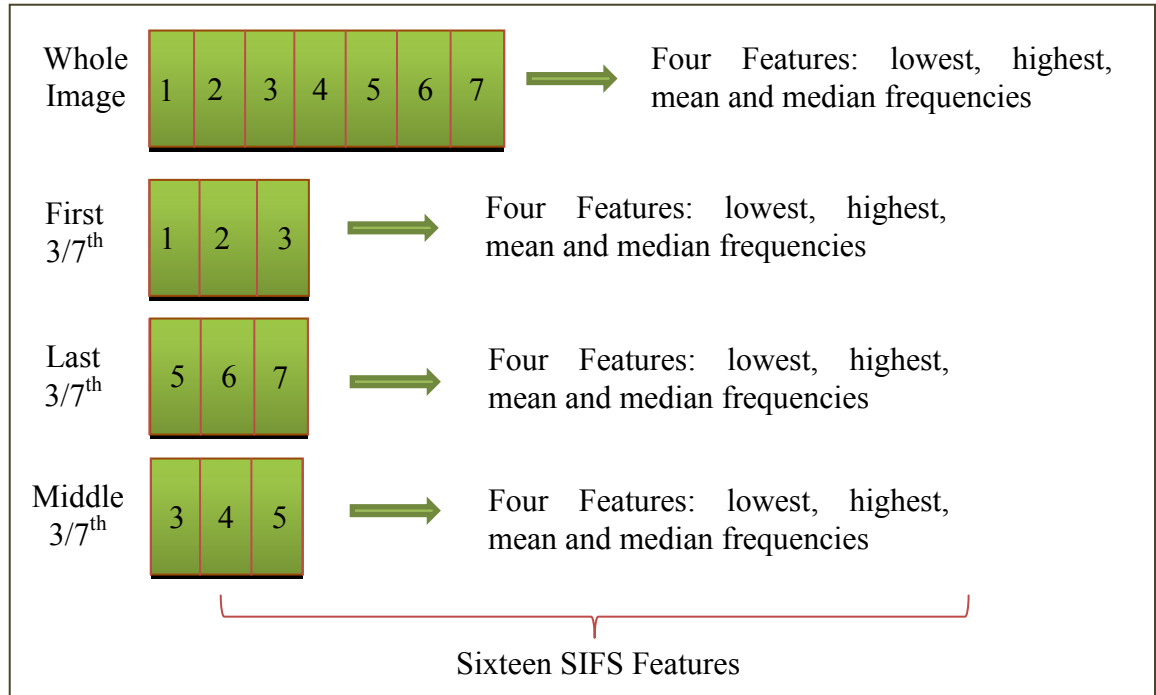 Whole
Image
1 2 3 4 5 6 7
Four Features: lowest, highest,
mean and median frequencies
First
3/7th
1 2 3
Four Features: lowest, highest,
mean and median frequencies
Last
3/7th
5 6 7
Four Features: lowest, highest,
mean and median frequencies
Middle
3/7th
3 4 5
Four Features: lowest, highest,
mean and median frequencies
Sixteen SIFS Features